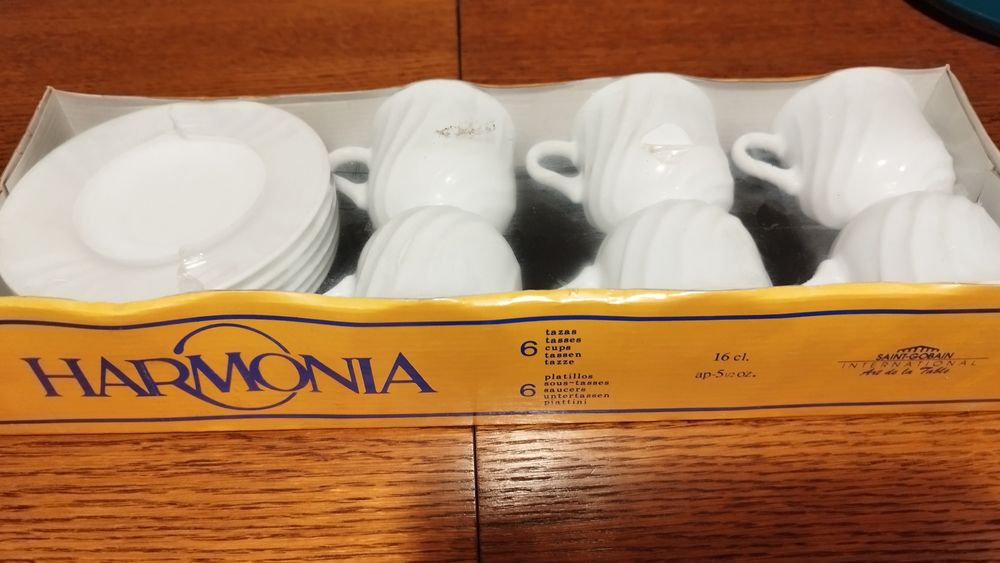 HARMONIA
6
tazas
tasses
cups
tassen
tazze
6
platillos
sous-tasses
saucers
untertassen
piattini
16 cl.
ap-5 1/2 oz.
SAINT-GOBAIN
INTERNATIONAL
Art de la Table